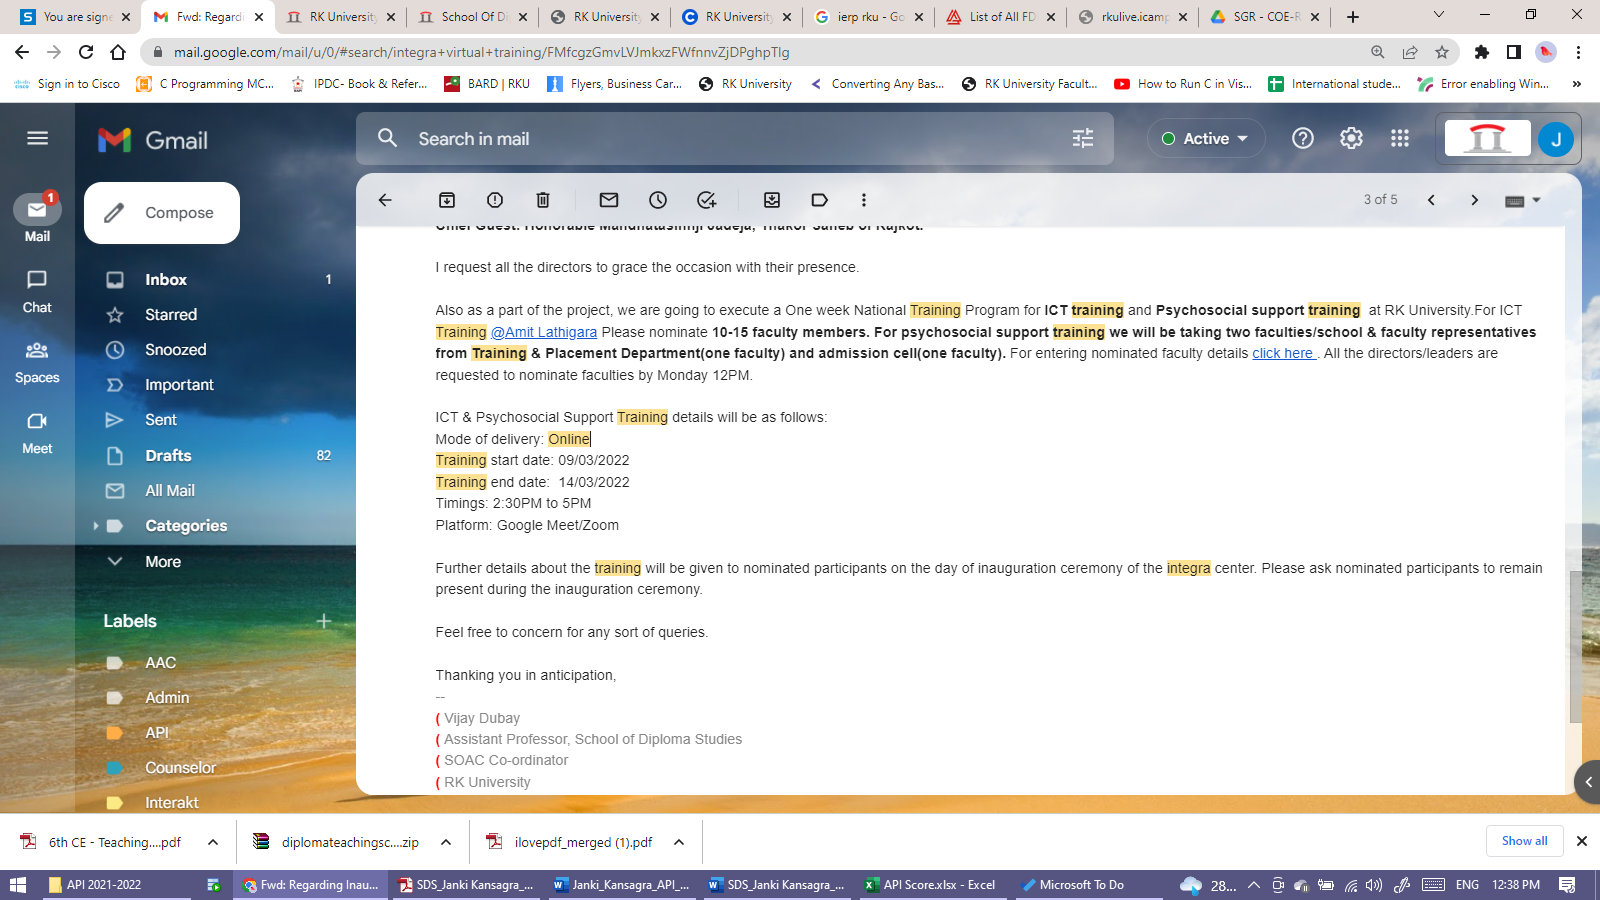 You are signe
Fwd: Regardi
RK University
School Of Di
RK University
RK University
ierp rku - Go
List of All FD
rkulive.icamp
SGR - COE-R
mail.google.com/mail/u/0/#search/integra+virtual+training/FMfcgzGmvLVJmkxzFWfnnvZjDPghpTlg
Sign in to Cisco
C Programming MC...
IPDC- Book & Refer...
BARD | RKU
Flyers, Business Car...
RK University
Converting Any Bas...
RK University Facult...
How to Run C in Vis...
International stude...
Error enabling Win...
»
Gmail
Search in mail
Active
J
Compose
3 of 5
1
Mail
Chat
Spaces
Meet
Inbox 1
Starred
Snoozed
Important
Sent
Drafts 82
All Mail
Categories
More
Labels
AAC
Admin
API
Counselor
Interakt
Chief Guest: Honorable Mandhatasinhji Jadeja, Thakor Saheb of Rajkot.
I request all the directors to grace the occasion with their presence.
Also as a part of the project, we are going to execute a One week National Training Program for ICT training and Psychosocial support training at RK University.For ICT
Training @Amit Lathigara Please nominate 10-15 faculty members. For psychosocial support training we will be taking two faculties/school & faculty representatives
from Training & Placement Department(one faculty) and admission cell(one faculty). For entering nominated faculty details click here . All the directors/leaders are
requested to nominate faculties by Monday 12PM.
ICT & Psychosocial Support Training details will be as follows:
Mode of delivery: Online
Training start date: 09/03/2022
Training end date: 14/03/2022
Timings: 2:30PM to 5PM
Platform: Google Meet/Zoom
Further details about the training will be given to nominated participants on the day of inauguration ceremony of the integra center. Please ask nominated participants to remain
present during the inauguration ceremony.
Feel free to concern for any sort of queries.
Thanking you in anticipation,
--
( Vijay Dubay
( Assistant Professor, School of Diploma Studies
( SOAC Co-ordinator
( RK University
6th CE - Teaching....pdf
diplomateachingsc....zip
ilovepdf_merged (1).pdf
Show all
API 2021-2022
Fwd: Regarding Inau...
SDS_Janki Kansagra_...
Janki_Kansagra_API_...
SDS_Janki Kansagra_...
API Score.xlsx - Excel
Microsoft To Do
28...
ENG
12:38 PM